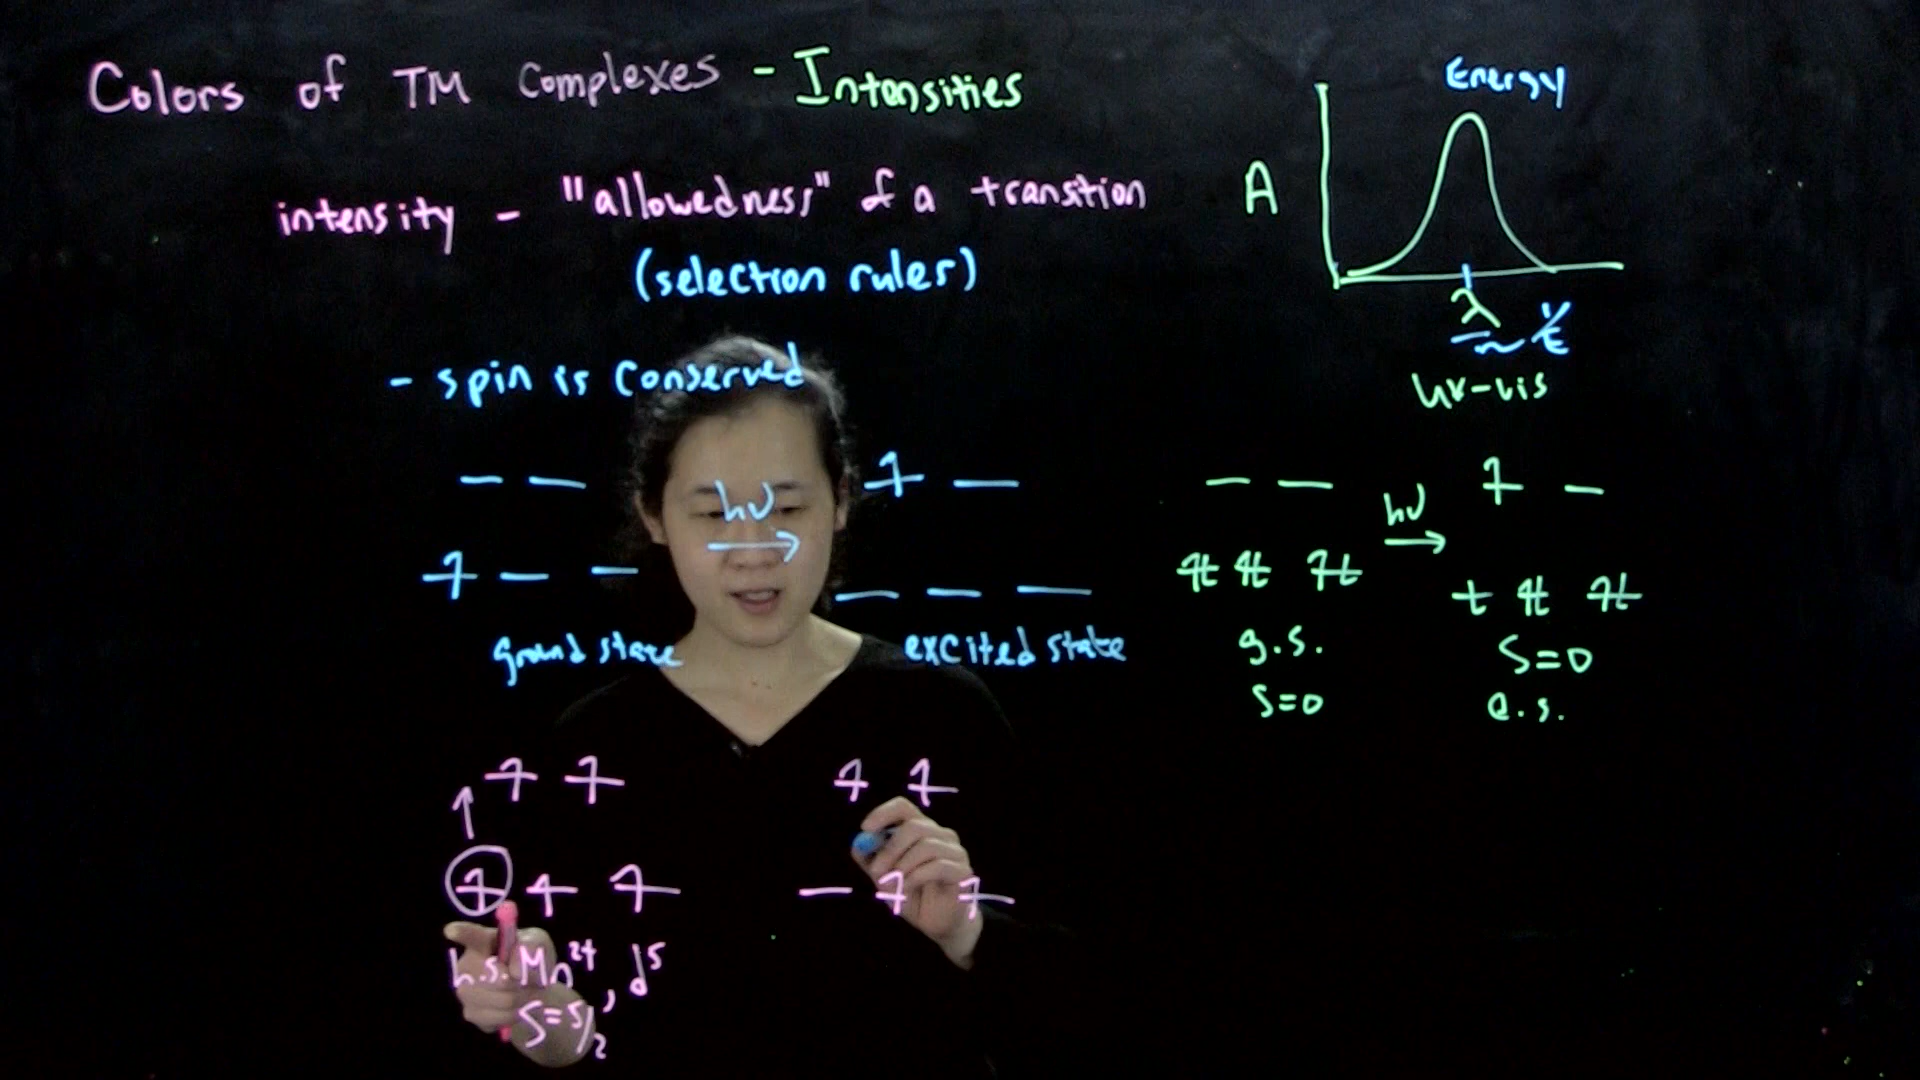 Colors of TM Complexes - Intensities
Energy
intensity - "allowedness" of a transition
A
(selection rules)
λ
uv-vis
- spin is conserved
hν
hν
ground state
excited state
g.s.
S=0
S=0
e.s.
h.s. Mn²⁺, d⁵
S=5/2